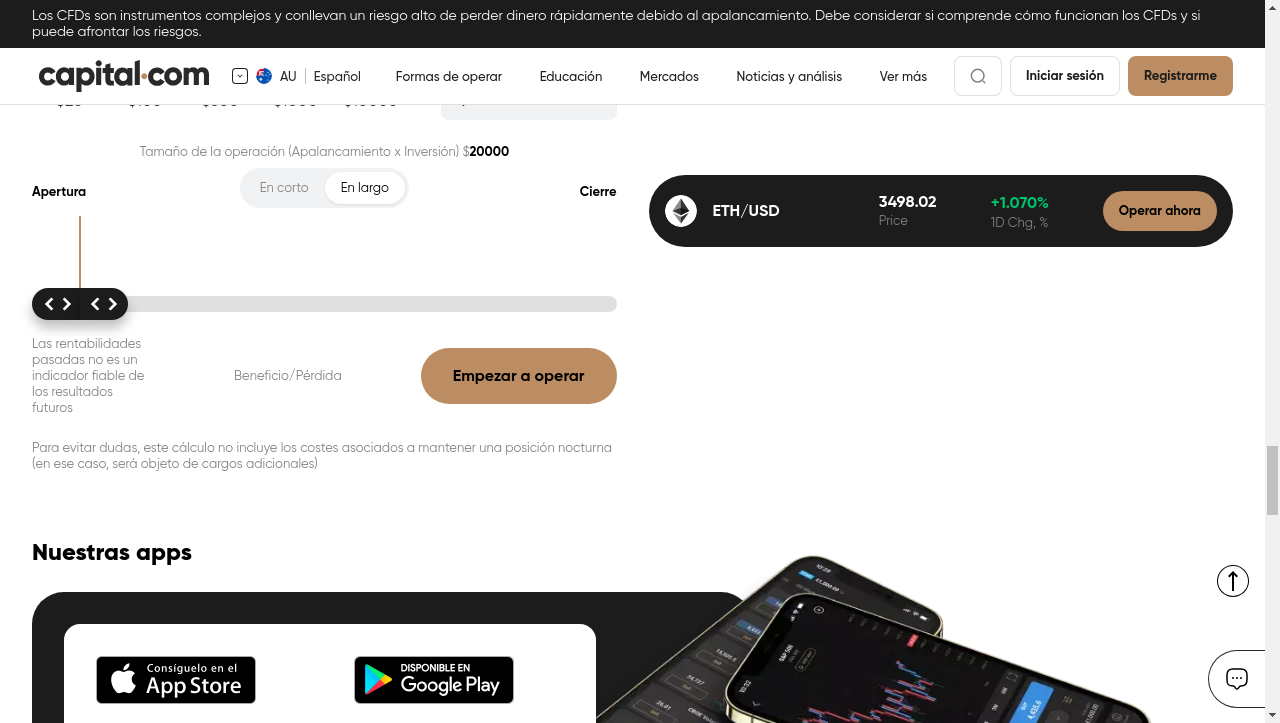 Los CFDs son instrumentos complejos y conllevan un riesgo alto de perder dinero rápidamente debido al apalancamiento. Debe considerar si comprende cómo funcionan los CFDs y si
puede afrontar los riesgos.
capital.com
AU
Español
Formas de operar
Educación
Mercados
Noticias y análisis
Ver más
Iniciar sesión
Registrarme
Tamaño de la operación (Apalancamiento x Inversión) $20000
Apertura
En corto
En largo
Cierre
ETH/USD
3498.02
Price
+1.070%
1D Chg, %
Operar ahora
Las rentabilidades
pasadas no es un
indicador fiable de
los resultados
futuros
Beneficio/Pérdida
Empezar a operar
Para evitar dudas, este cálculo no incluye los costes asociados a mantener una posición nocturna
(en ese caso, será objeto de cargos adicionales)
Nuestras apps
Consíguelo en el
App Store
DISPONIBLE EN
Google Play